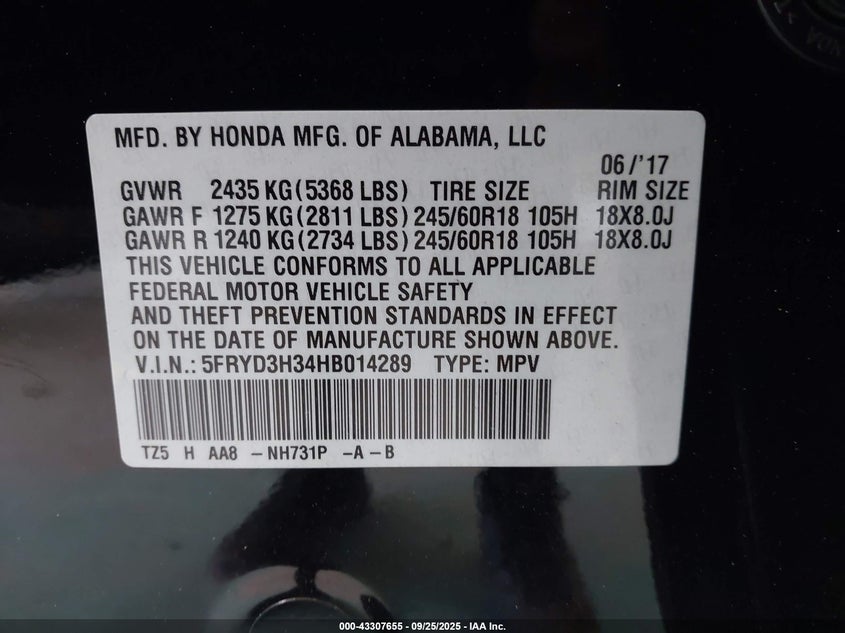 MFD. BY HONDA MFG. OF ALABAMA, LLC
06/'17
GVWR 2435 KG(5368 LBS) TIRE SIZE RIM SIZE
GAWR F 1275 KG(2811 LBS) 245/60R18 105H 18X8.0J
GAWR R 1240 KG(2734 LBS) 245/60R18 105H 18X8.0J
THIS VEHICLE CONFORMS TO ALL APPLICABLE
FEDERAL MOTOR VEHICLE SAFETY
AND THEFT PREVENTION STANDARDS IN EFFECT
ON THE DATE OF MANUFACTURE SHOWN ABOVE.
V.I.N.: 5FRYD3H34HB014289 TYPE: MPV
TZ5 H AA8 -NH731P -A-B
000-43307655 - 09/25/2025 - IAA Inc.